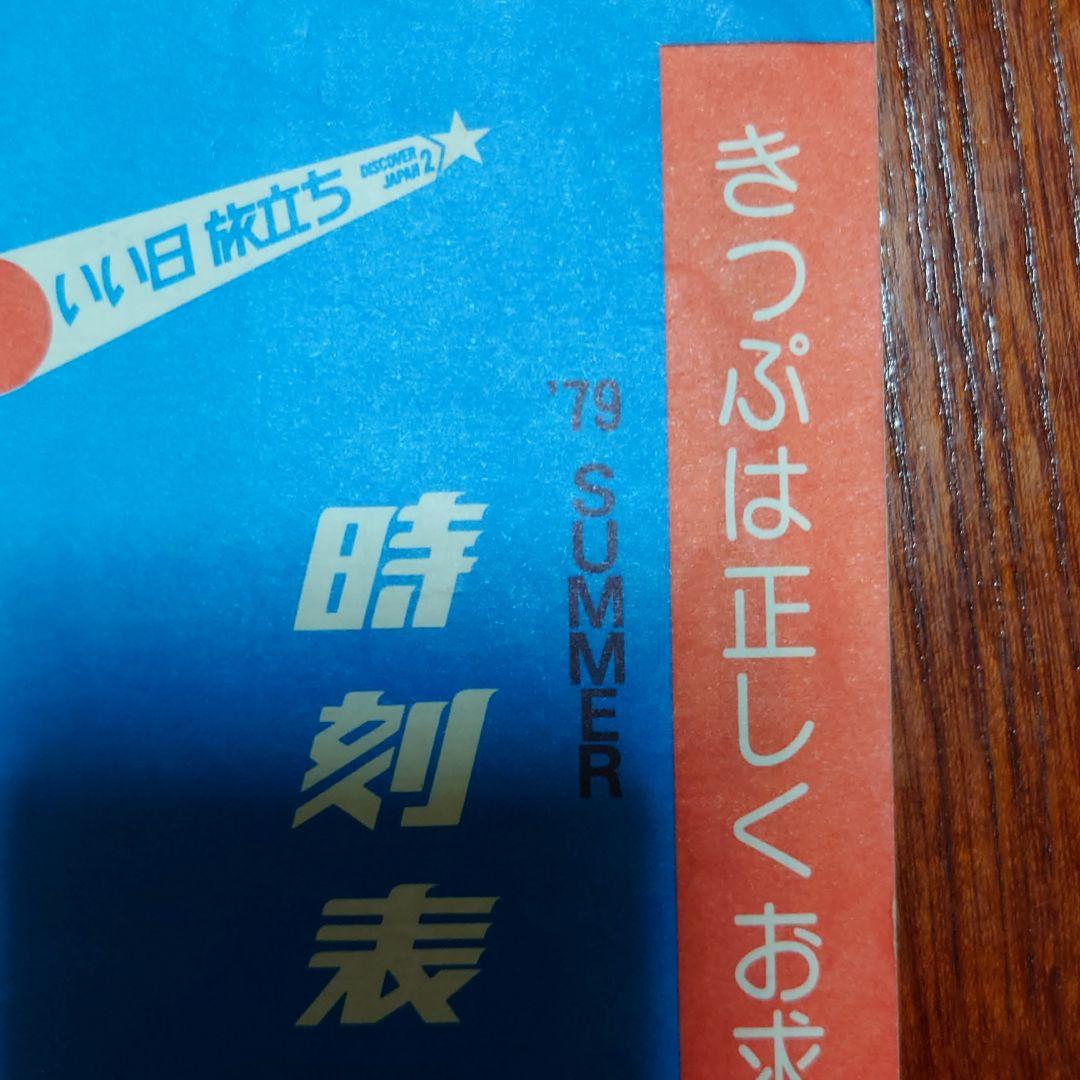 いい日 旅立ち
DISCOVER
JAPAN 2
'79 SUMMER
時刻表
きっぷは正しくお求